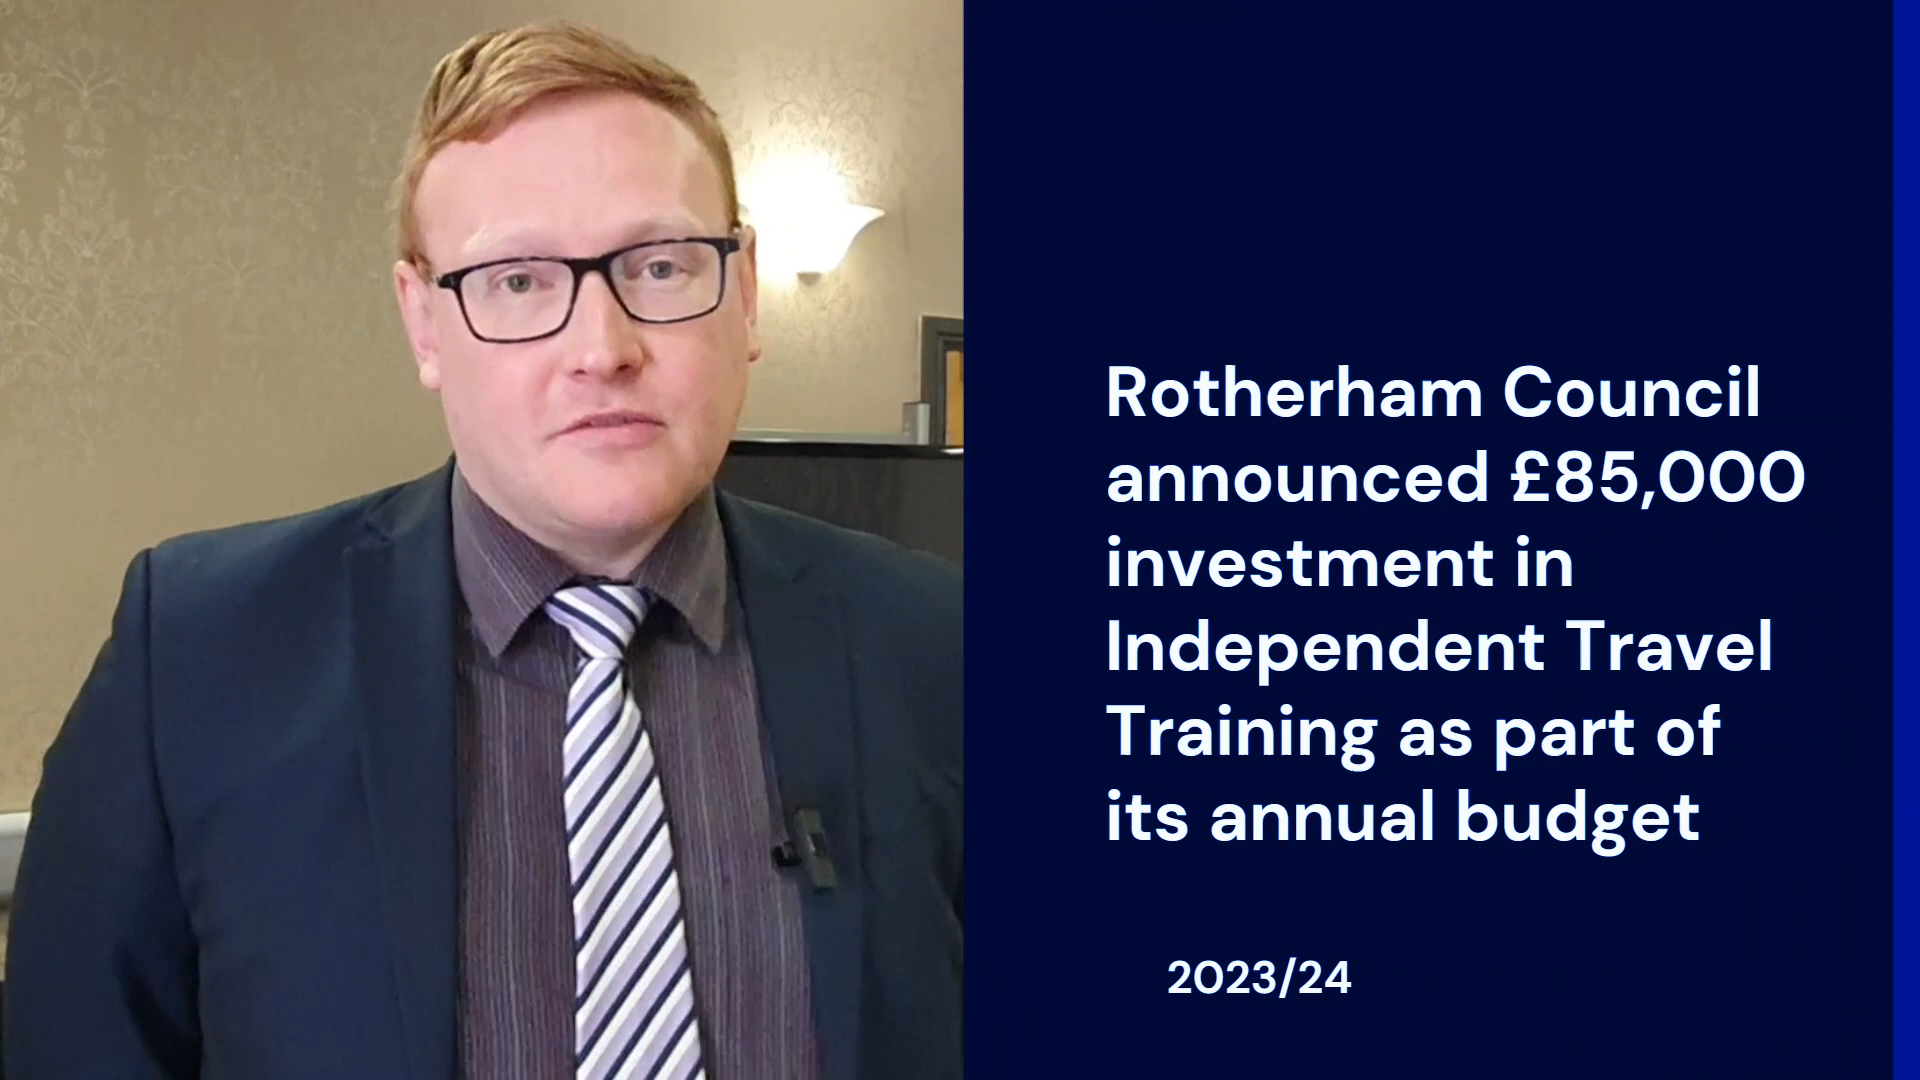 Rotherham Council
announced £85,000
investment in
Independent Travel
Training as part of
its annual budget
2023/24